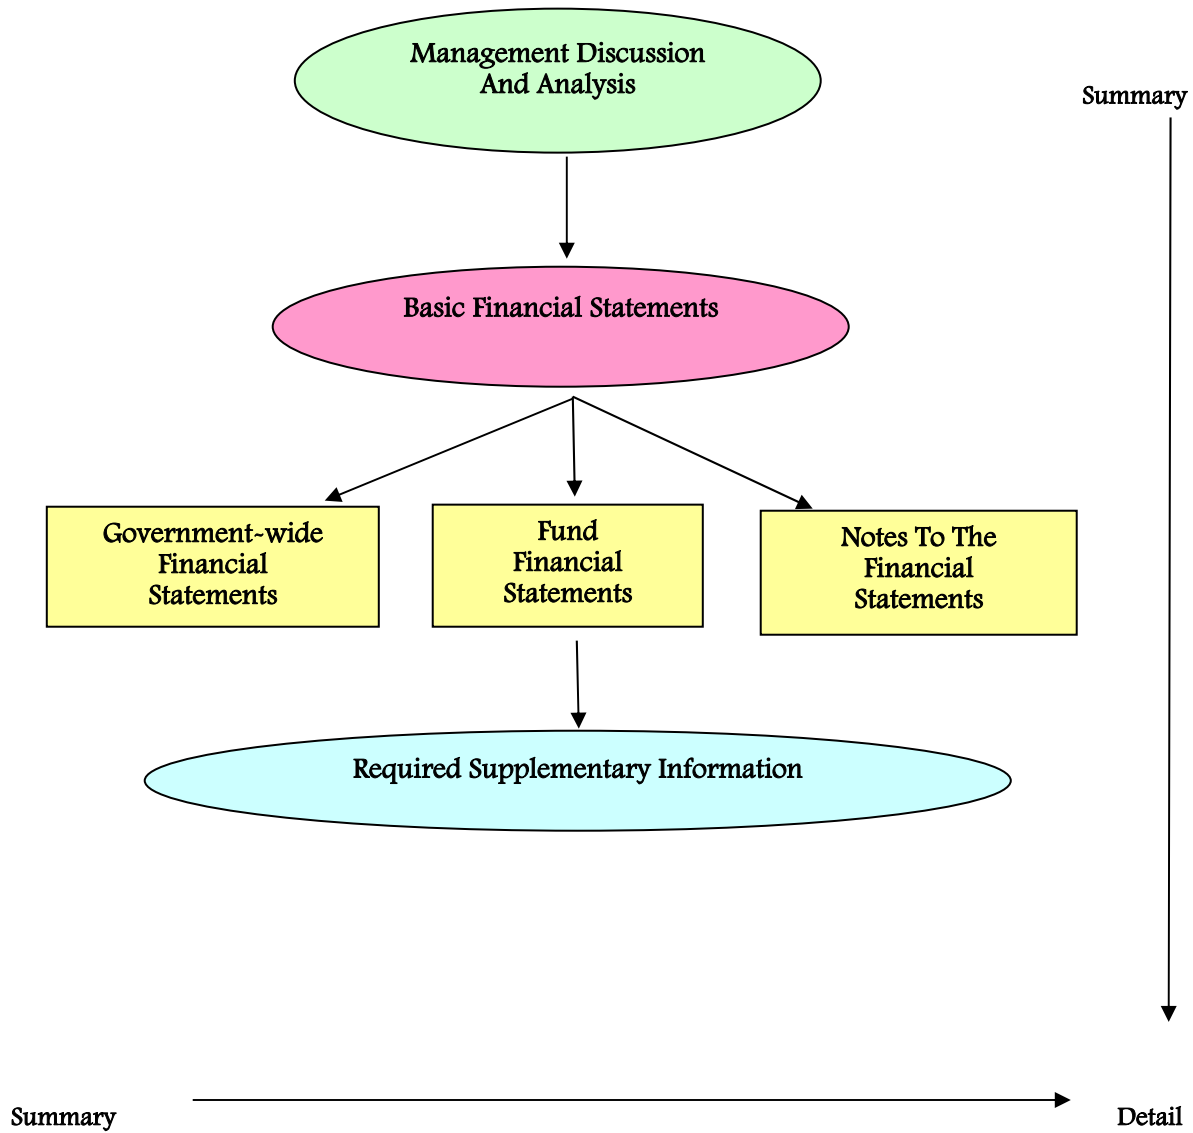 Management Discussion
And Analysis
Summary
Basic Financial Statements
Government-wide
Financial
Statements
Fund
Financial
Statements
Notes To The
Financial
Statements
Required Supplementary Information
Summary
Detail